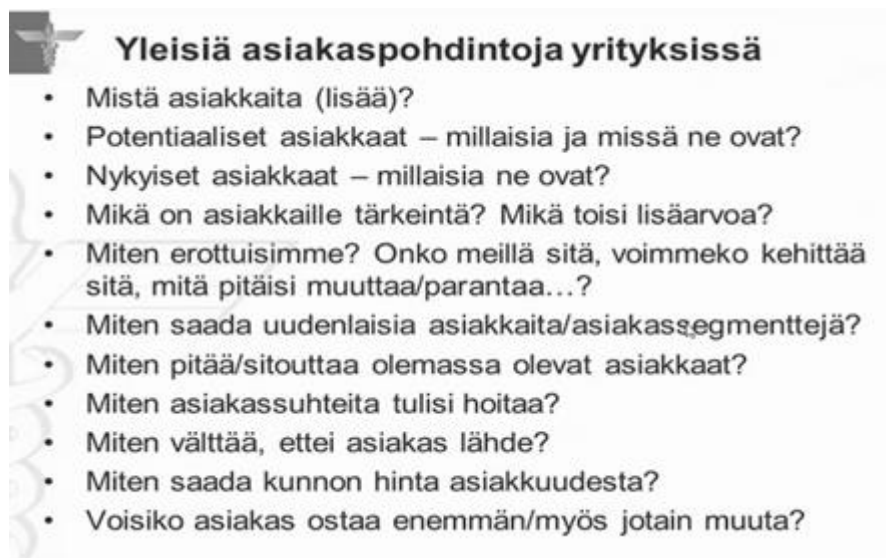 Yleisiä asiakaspohdintoja yrityksissä
• Mistä asiakkaita (lisää)?
• Potentiaaliset asiakkaat – millaisia ja missä ne ovat?
• Nykyiset asiakkaat – millaisia ne ovat?
• Mikä on asiakkaille tärkeintä? Mikä toisi lisäarvoa?
• Miten erottuisimme? Onko meillä sitä, voimmeko kehittää
sitä, mitä pitäisi muuttaa/parantaa…?
• Miten saada uudenlaisia asiakkaita/asiakassegmenttejä?
• Miten pitää/sitouttaa olemassa olevat asiakkaat?
• Miten asiakassuhteita tulisi hoitaa?
• Miten välttää, ettei asiakas lähde?
• Miten saada kunnon hinta asiakkuudesta?
• Voisiko asiakas ostaa enemmän/myös jotain muuta?